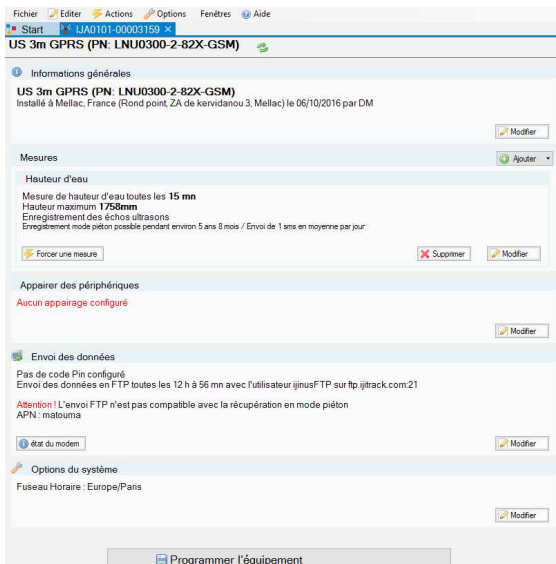 Fichier Editer Actions Options Fenêtres Aide
Start IJA0101-00003159 ×
US 3m GPRS (PN: LNU0300-2-82X-GSM)
Informations générales
US 3m GPRS (PN: LNU0300-2-82X-GSM)
Installé à Mellac, France (Rond point, ZA de kervidanou 3, Mellac) le 06/10/2016 par DM
Modifier
Mesures Ajouter
Hauteur d'eau
Mesure de hauteur d'eau toutes les 15 mn
Hauteur maximum 1758mm
Enregistrement des échos ultrasons
Enregistrement mode piéton possible pendant environ 5 ans 8 mois / Envoi de 1 sms en moyenne par jour
Forcer une mesure Supprimer Modifier
Appairer des périphériques
Aucun appairage configuré
Modifier
Envoi des données
Pas de code Pin configuré
Envoi des données en FTP toutes les 12 h à 56 mn avec l'utilisateur ijinusFTP sur ftp.ijitrack.com:21
Attention ! L'envoi FTP n'est pas compatible avec la récupération en mode piéton
APN : matouma
état du modem Modifier
Options du système
Fuseau Horaire : Europe/Paris
Modifier
Programmer l'équipement